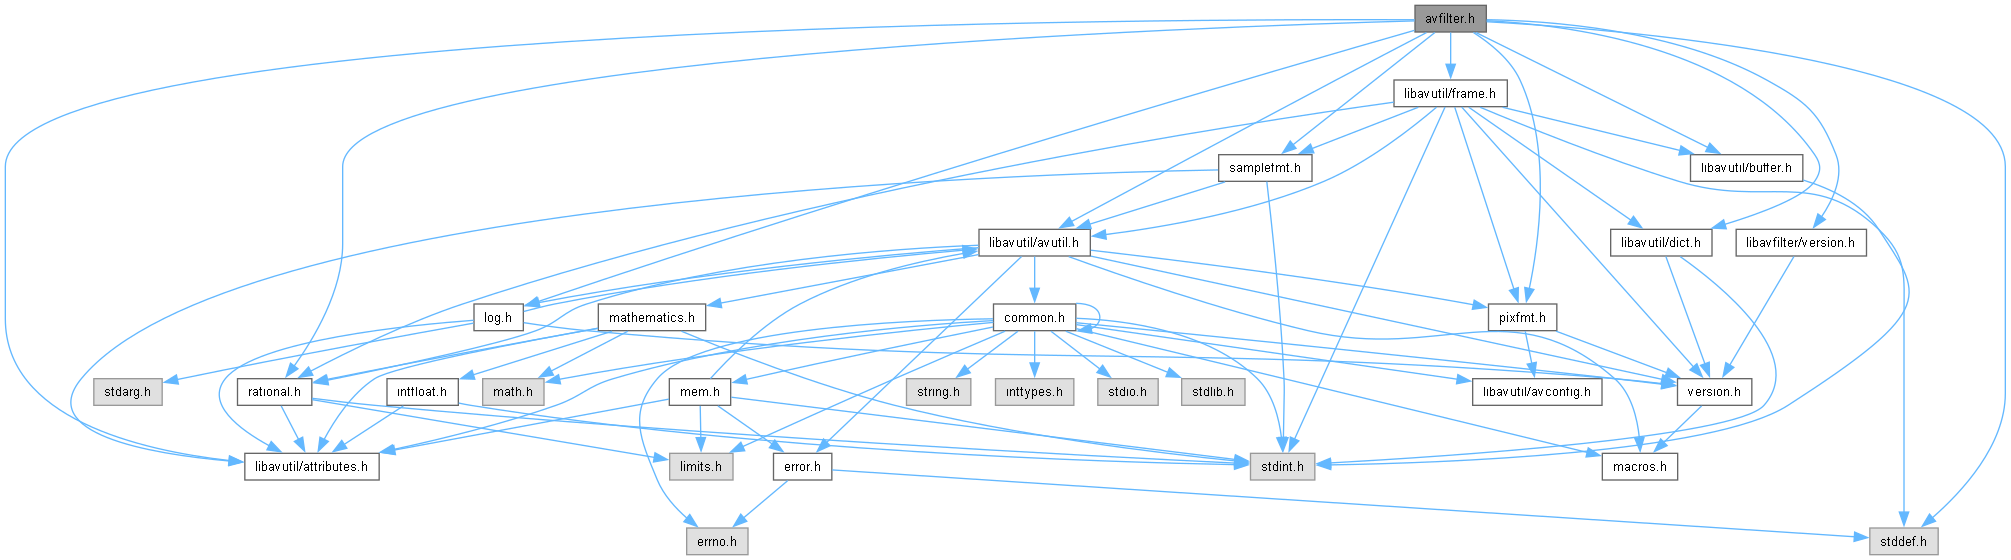 avfilter.h
libavutil/frame.h
samplefmt.h
libavutil/buffer.h
libavutil/avutil.h
libavutil/dict.h
libavfilter/version.h
log.h
mathematics.h
common.h
pixfmt.h
stdarg.h
rational.h
intfloat.h
math.h
mem.h
string.h
inttypes.h
stdio.h
stdlib.h
libavutil/avconfig.h
version.h
libavutil/attributes.h
limits.h
error.h
stdint.h
macros.h
errno.h
stddef.h